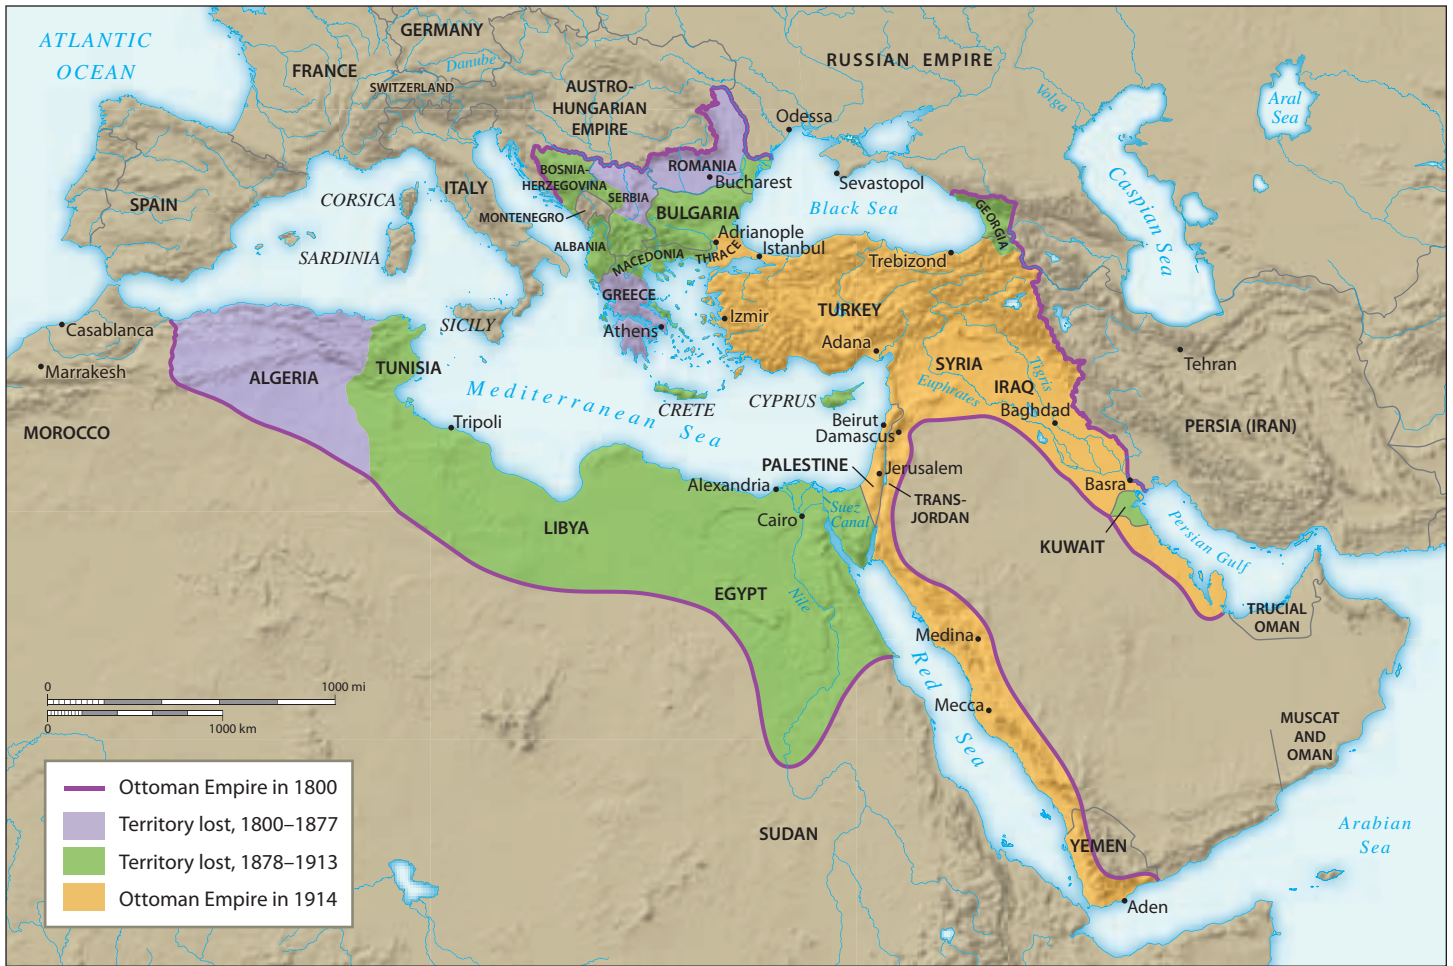 ATLANTIC
OCEAN
GERMANY
FRANCE
Danube
SWITZERLAND
AUSTRO-
HUNGARIAN
EMPIRE
RUSSIAN EMPIRE
Volga
Aral
Sea
Odessa
ROMANIA
Bucharest
Sevastopol
BOSNIA-
HERZEGOVINA
SERBIA
Caspian Sea
CORSICA
ITALY
SPAIN
MONTENEGRO
BULGARIA
Black Sea
GEORGIA
Adrianople
Istanbul
ALBANIA
MACEDONIA
THRACE
Trebizond
SARDINIA
GREECE
TURKEY
Izmir
Athens
Adana
SICILY
Casablanca
Marrakesh
ALGERIA
TUNISIA
SYRIA
Tigris
Euphrates
IRAQ
Baghdad
Tehran
Mediterranean Sea
CRETE
CYPRUS
Beirut
Damascus
Tripoli
MOROCCO
PERSIA (IRAN)
PALESTINE
Jerusalem
Alexandria
Basra
TRANS-
JORDAN
Suez
Canal
Cairo
LIBYA
KUWAIT
Persian Gulf
EGYPT
Nile
TRUCIAL
OMAN
Medina
Red Sea
Mecca
MUSCAT
AND
OMAN
0
1000 mi
0
1000 km
SUDAN
YEMEN
Aden
Arabian
Sea
Ottoman Empire in 1800
Territory lost, 1800–1877
Territory lost, 1878–1913
Ottoman Empire in 1914